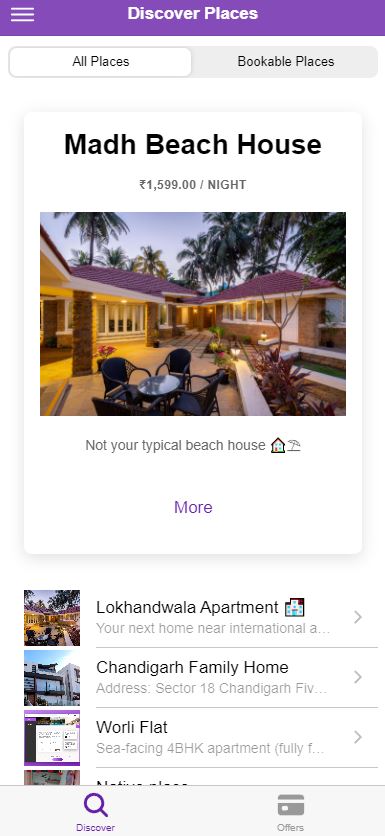 Discover Places
All Places
Bookable Places
Madh Beach House
₹1,599.00 / NIGHT
Not your typical beach house 🏠⛱
More
Lokhandwala Apartment 🏨
Your next home near international a...
Chandigarh Family Home
Address: Sector 18 Chandigarh Fiv...
Worli Flat
Sea-facing 4BHK apartment (fully f...
Native place
Discover
Offers